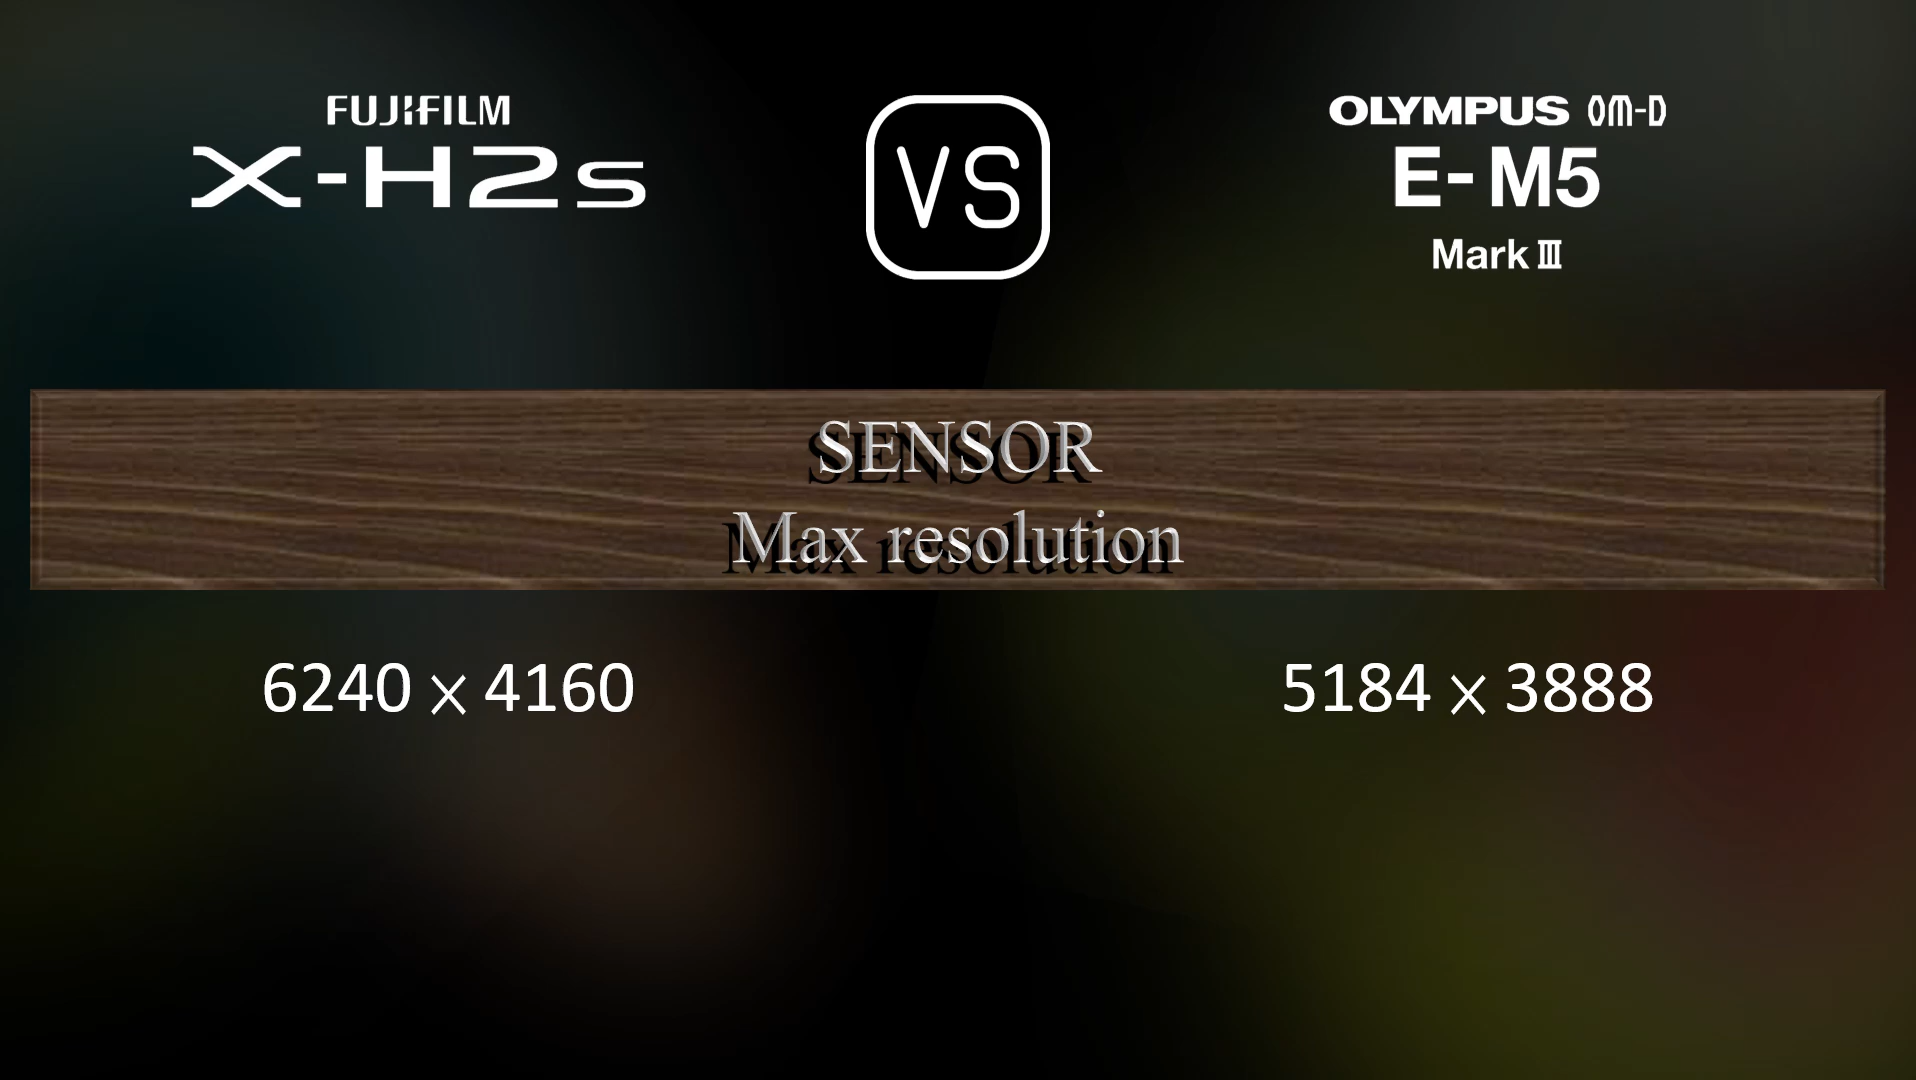 FUJIFILM
X-H2s
VS
OLYMPUS OM-D
E-M5
Mark III
SENSOR
Max resolution
6240 x 4160
5184 x 3888